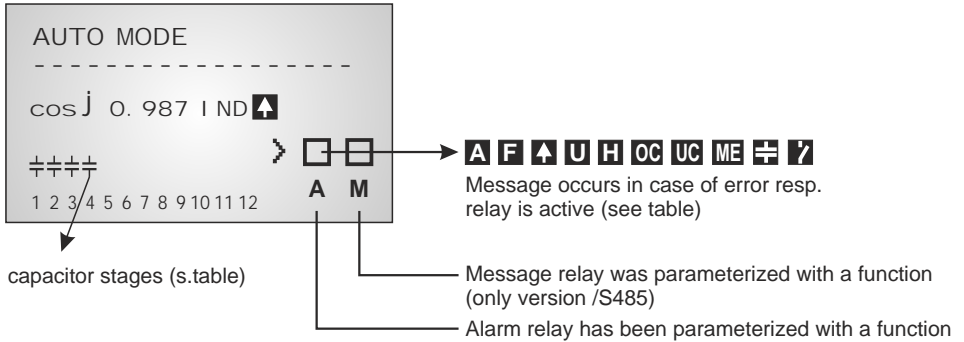 AUTO MODE
cos j 0. 987 I ND
A F U H OC UC ME
Message occurs in case of error resp.
relay is active (see table)
A M
1 2 3 4 5 6 7 8 9 10 11 12
capacitor stages (s.table)
Message relay was parameterized with a function
(only version /S485)
Alarm relay has been parameterized with a function